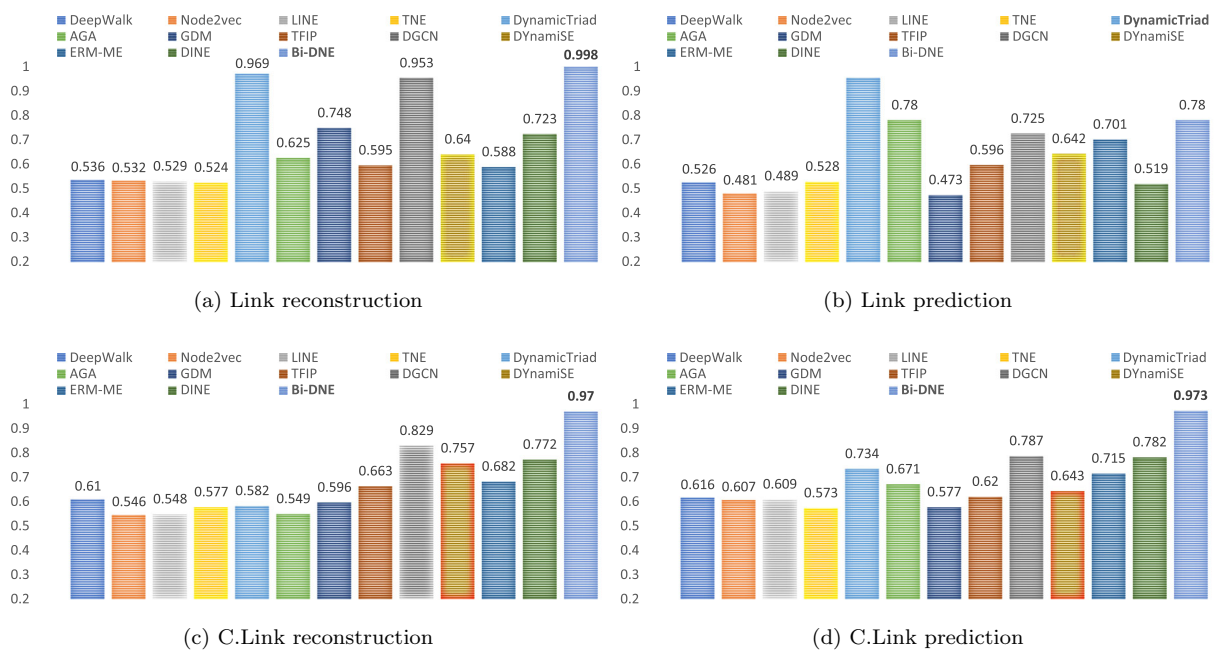 DeepWalk Node2vec LINE TNE DynamicTriad
AGA GDM TFIP DGCN DYnamiSE
ERM-ME DINE Bi-DNE
1
0.9
0.8
0.7
0.6
0.5
0.4
0.3
0.2
0.536 0.532 0.529 0.524 0.969 0.625 0.748 0.595 0.953 0.64 0.588 0.723 0.998
(a) Link reconstruction
DeepWalk Node2vec LINE TNE DynamicTriad
AGA GDM TFIP DGCN DYnamiSE
ERM-ME DINE Bi-DNE
1
0.9
0.8
0.7
0.6
0.5
0.4
0.3
0.2
0.526 0.481 0.489 0.528 0.78 0.473 0.596 0.725 0.642 0.701 0.519 0.78
(b) Link prediction
DeepWalk Node2vec LINE TNE DynamicTriad
AGA GDM TFIP DGCN DYnamiSE
ERM-ME DINE Bi-DNE
1
0.9
0.8
0.7
0.6
0.5
0.4
0.3
0.2
0.61 0.546 0.548 0.577 0.582 0.549 0.596 0.663 0.829 0.757 0.682 0.772 0.97
(c) C.Link reconstruction
DeepWalk Node2vec LINE TNE DynamicTriad
AGA GDM TFIP DGCN DYnamiSE
ERM-ME DINE Bi-DNE
1
0.9
0.8
0.7
0.6
0.5
0.4
0.3
0.2
0.616 0.607 0.609 0.573 0.734 0.671 0.577 0.62 0.787 0.643 0.715 0.782 0.973
(d) C.Link prediction